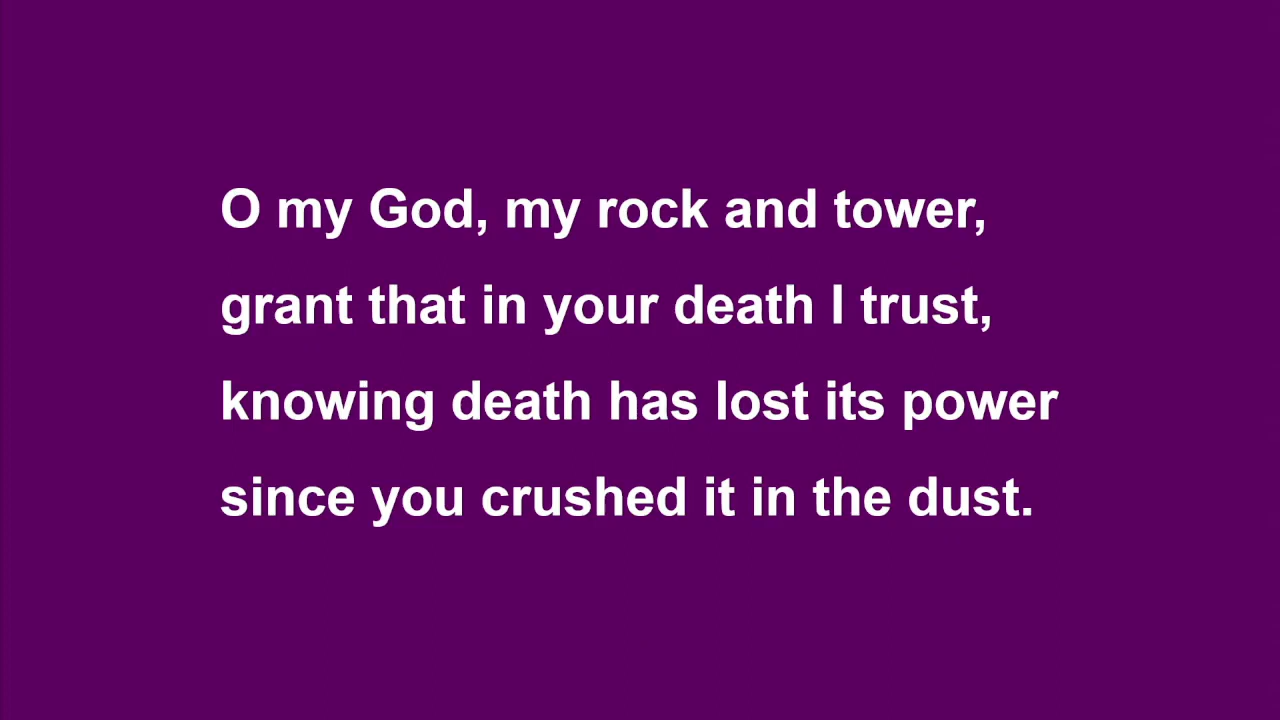 O my God, my rock and tower,
grant that in your death I trust,
knowing death has lost its power
since you crushed it in the dust.